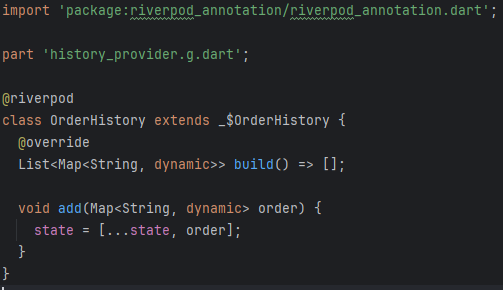 import 'package:riverpod_annotation/riverpod_annotation.dart';
part 'history_provider.g.dart';
@riverpod
class OrderHistory extends _$OrderHistory {
@override
List<Map<String, dynamic>> build() => [];
void add(Map<String, dynamic> order) {
state = [...state, order];
}
}